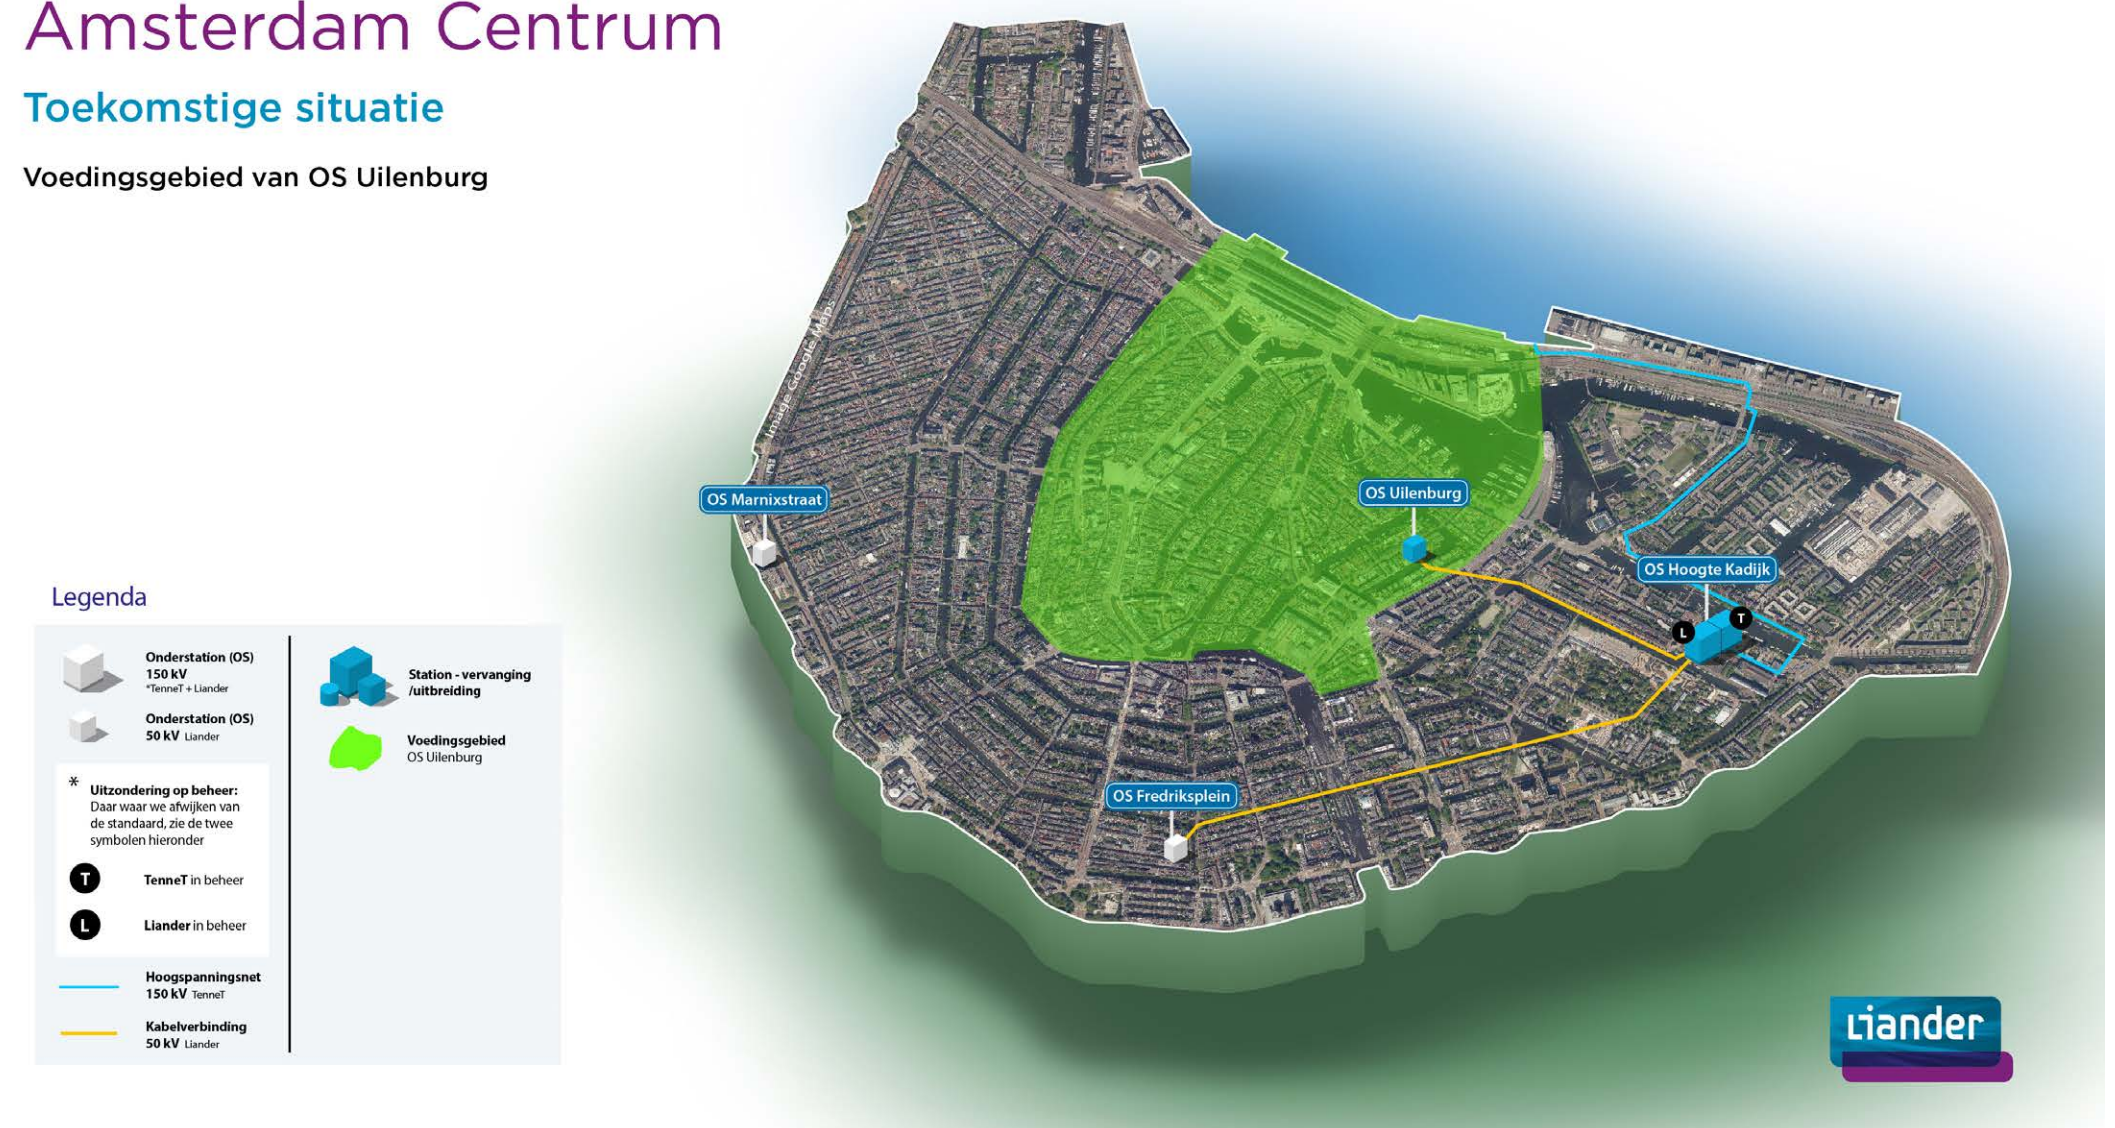 Amsterdam Centrum
Toekomstige situatie
Voedingsgebied van OS Uilenburg
Image Google Maps
OS Marnixstraat
OS Uilenburg
OS Hoogte Kadijk
L
T
OS Fredriksplein
Legenda
Onderstation (OS)
150 kV
*TenneT + Liander
Onderstation (OS)
50 kV Liander
* Uitzondering op beheer:
Daar waar we afwijken van
de standaard, zie de twee
symbolen hieronder
T TenneT in beheer
L Liander in beheer
Hoogspanningsnet
150 kV TenneT
Kabelverbinding
50 kV Liander
Station - vervanging
/uitbreiding
Voedingsgebied
OS Uilenburg
Liander